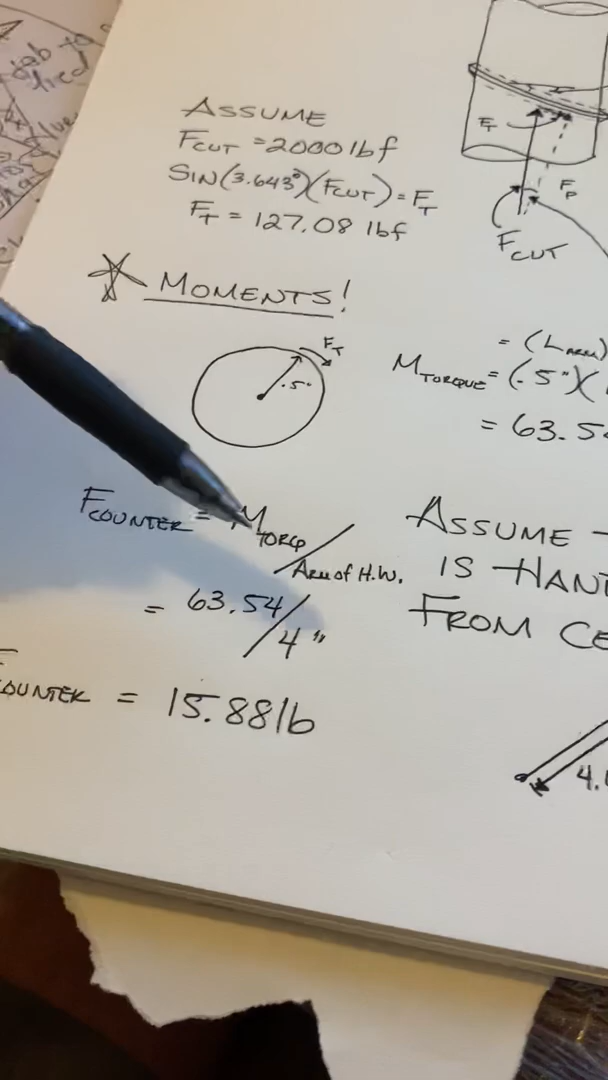 ASSUME
FCUT = 2000 lbf
SIN(3.643°)(FCUT) = FT
FT = 127.08 lbf
FT
FP
FCUT
MOMENTS!
FT
.5"
= (LARM)
MTORQUE = (.5")(
= 63.5
FCOUNTER = MTORQ / Arm of H.W.
= 63.54 / 4"
COUNTER = 15.88 lb
ASSUME
IS HAN
FROM CE
4.